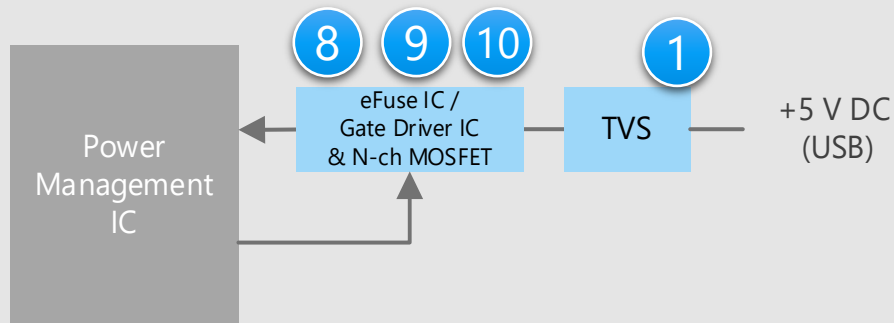 8
9
10
1
eFuse IC /
Gate Driver IC
& N-ch MOSFET
TVS
+5 V DC
(USB)
Power
Management
IC